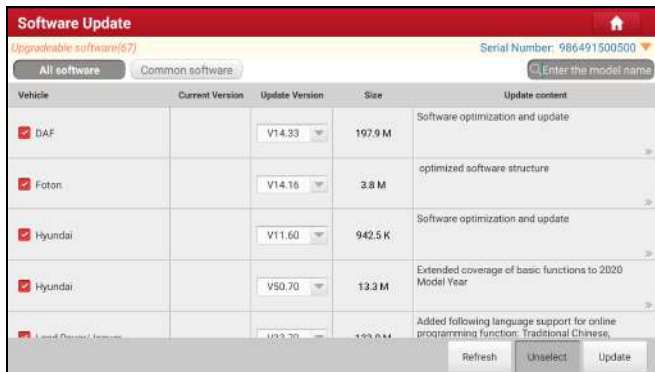 Software Update
Upgradeable software(67)
Serial Number: 986491500500
All software
Common software
Enter the model name
Vehicle Current Version Update Version Size Update content
DAF V14.33 197.9 M Software optimization and update
Foton V14.16 3.8 M optimized software structure
Hyundai V11.60 942.5 K Software optimization and update
Hyundai V50.70 13.3 M Extended coverage of basic functions to 2020
Model Year
Added following language support for online
programming function: Traditional Chinese,
Refresh Unselect Update